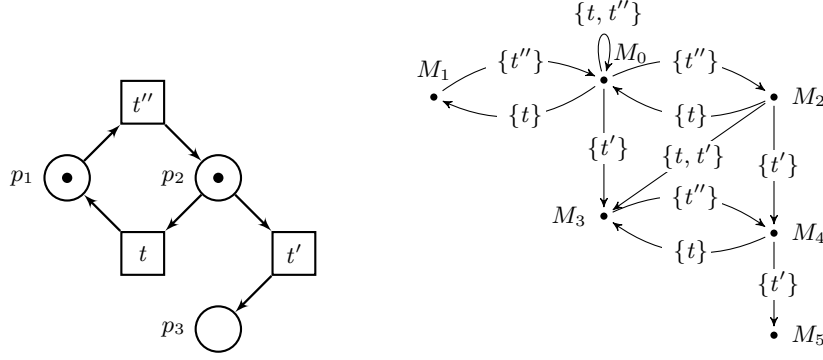 {t, t''}
M₁ {t''} M₀ {t''}
t''
{t} {t} M₂
p₁ p₂ {t'} {t, t'} {t'}
{t''}
M₃ M₄
t t' {t}
{t'}
p₃ M₅